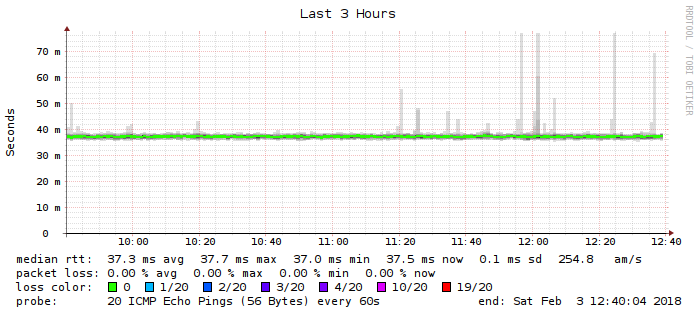 Last 3 Hours
RRDTOOL / TOBI OETIKER
Seconds
70 m
60 m
50 m
40 m
30 m
20 m
10 m
0
10:00 10:20 10:40 11:00 11:20 11:40 12:00 12:20 12:40
median rtt: 37.3 ms avg 37.7 ms max 37.0 ms min 37.5 ms now 0.1 ms sd 254.8 am/s
packet loss: 0.00 % avg 0.00 % max 0.00 % min 0.00 % now
loss color: 0 1/20 2/20 3/20 4/20 10/20 19/20
probe: 20 ICMP Echo Pings (56 Bytes) every 60s end: Sat Feb 3 12:40:04 2018